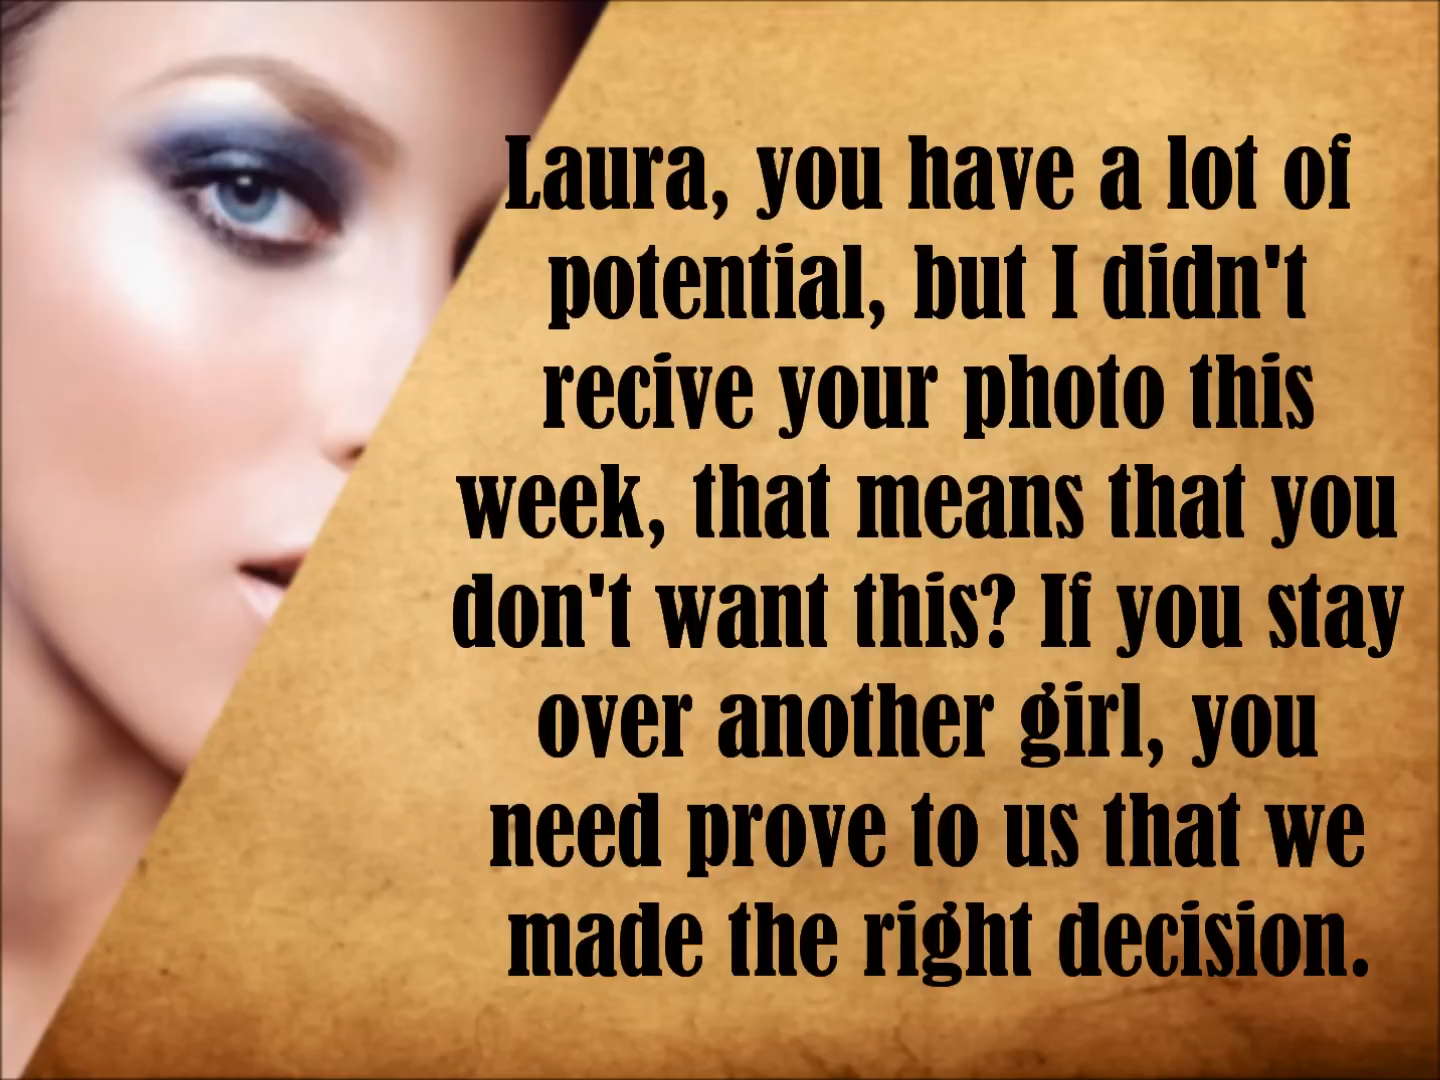 Laura, you have a lot of
potential, but I didn't
recive your photo this
week, that means that you
don't want this? If you stay
over another girl, you
need prove to us that we
made the right decision.